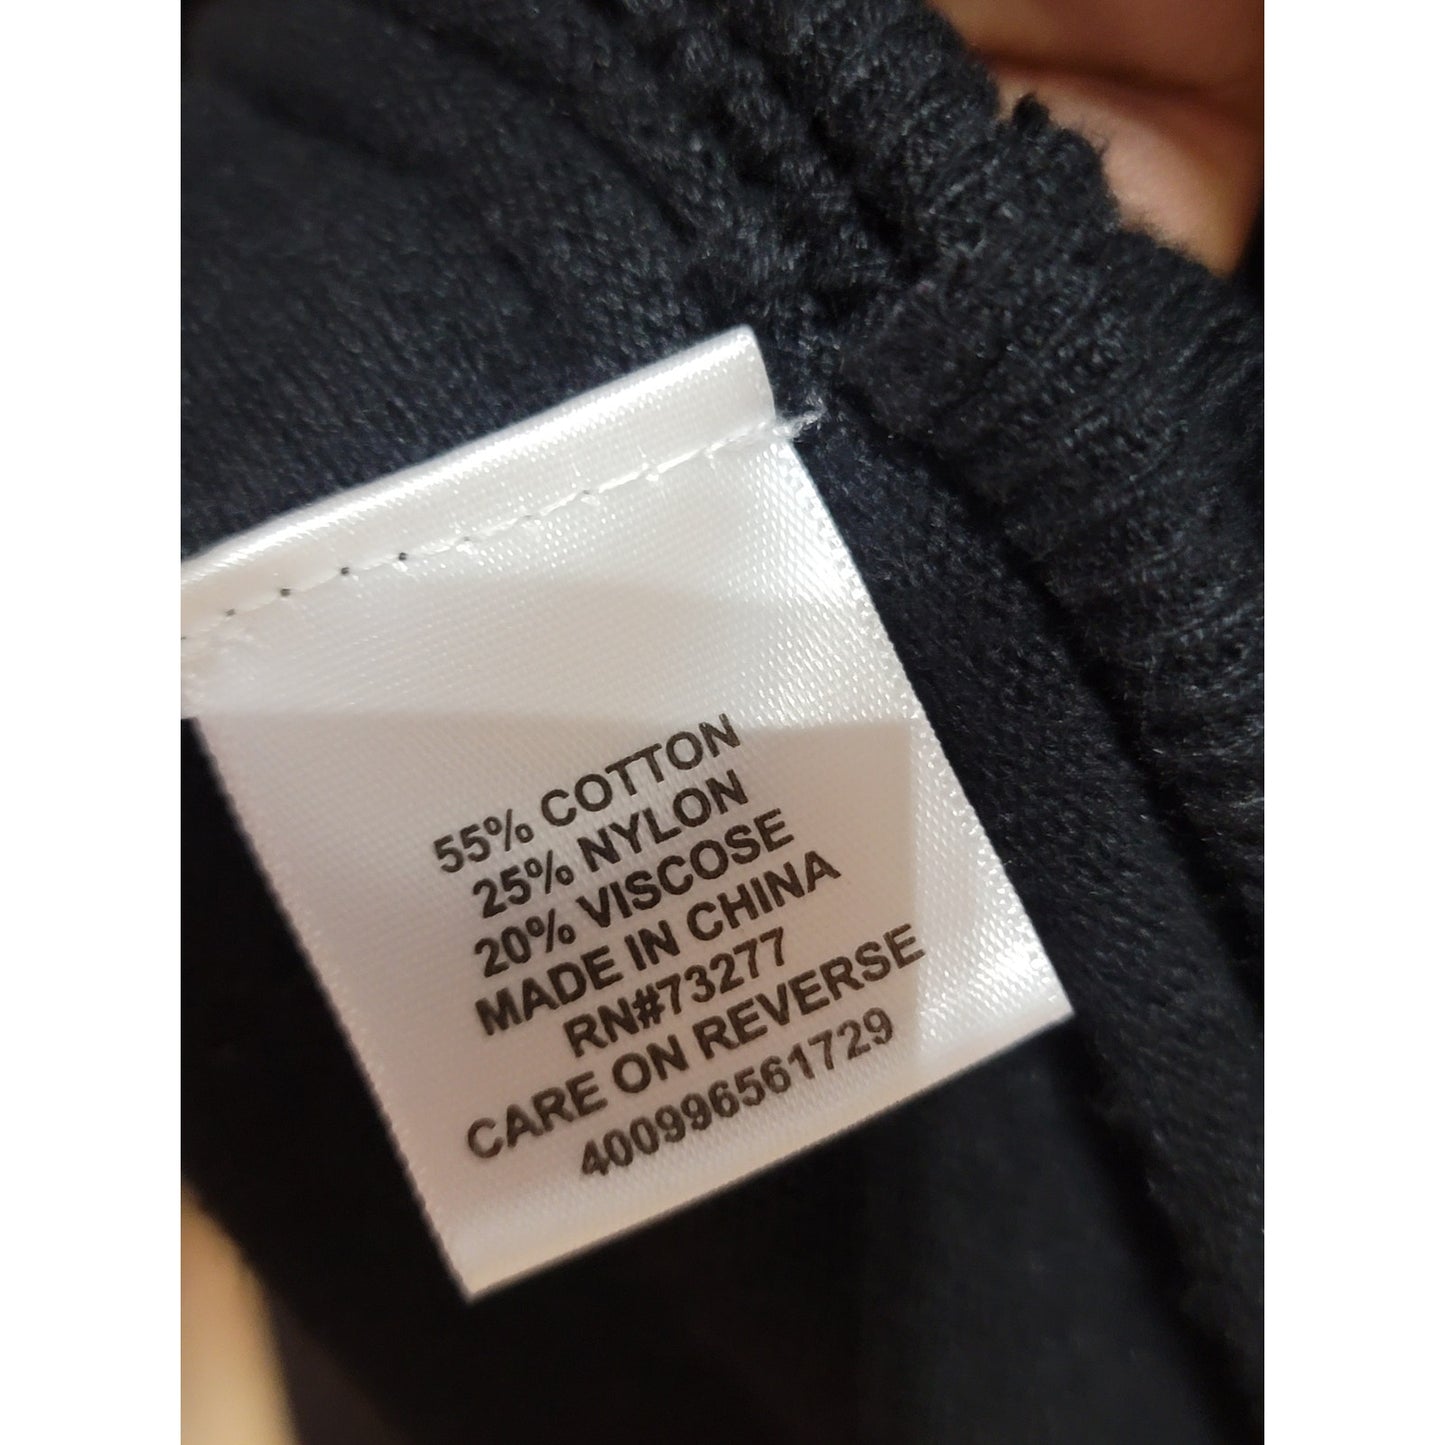 55% COTTON
25% NYLON
20% VISCOSE
MADE IN CHINA
RN#73277
CARE ON REVERSE
400996561729